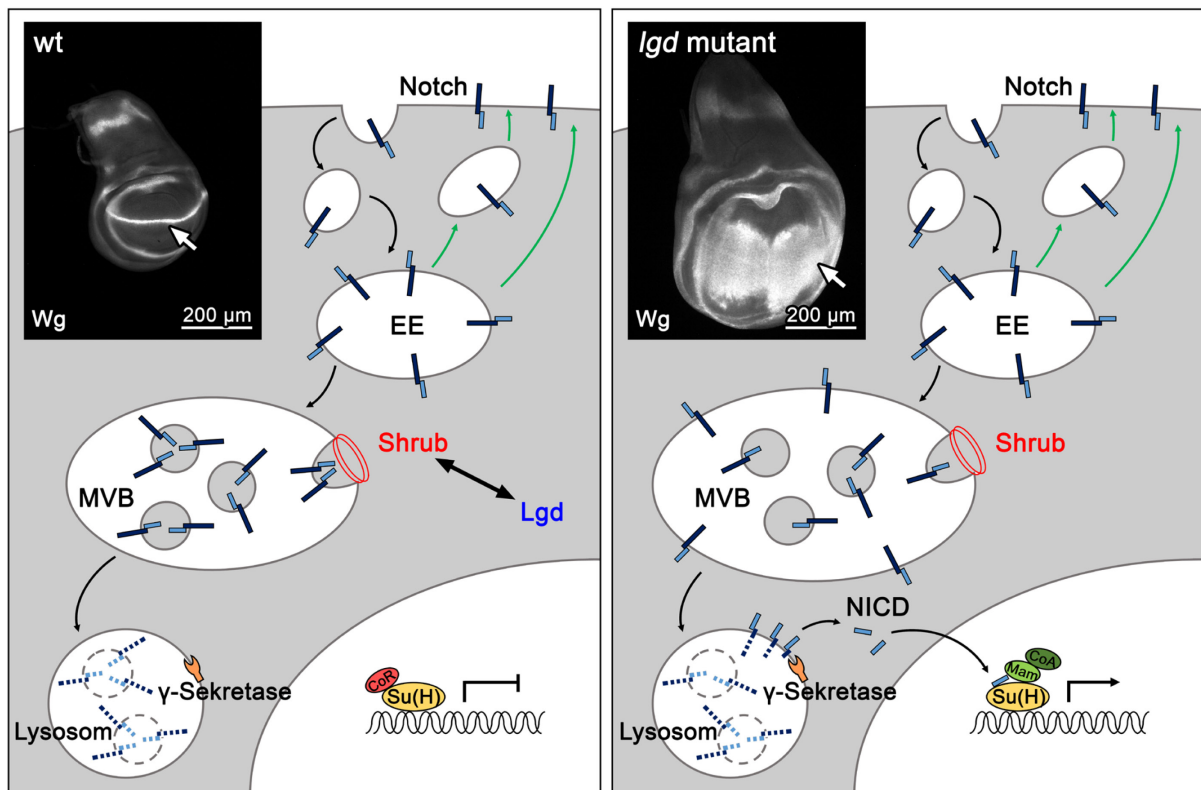 wt
Wg
200 µm
Notch
EE
Shrub
MVB
Lgd
γ-Sekretase
Lysosom
CoR
Su(H)
lgd mutant
Wg
200 µm
Notch
EE
Shrub
MVB
NICD
γ-Sekretase
Lysosom
CoA
Mam
Su(H)